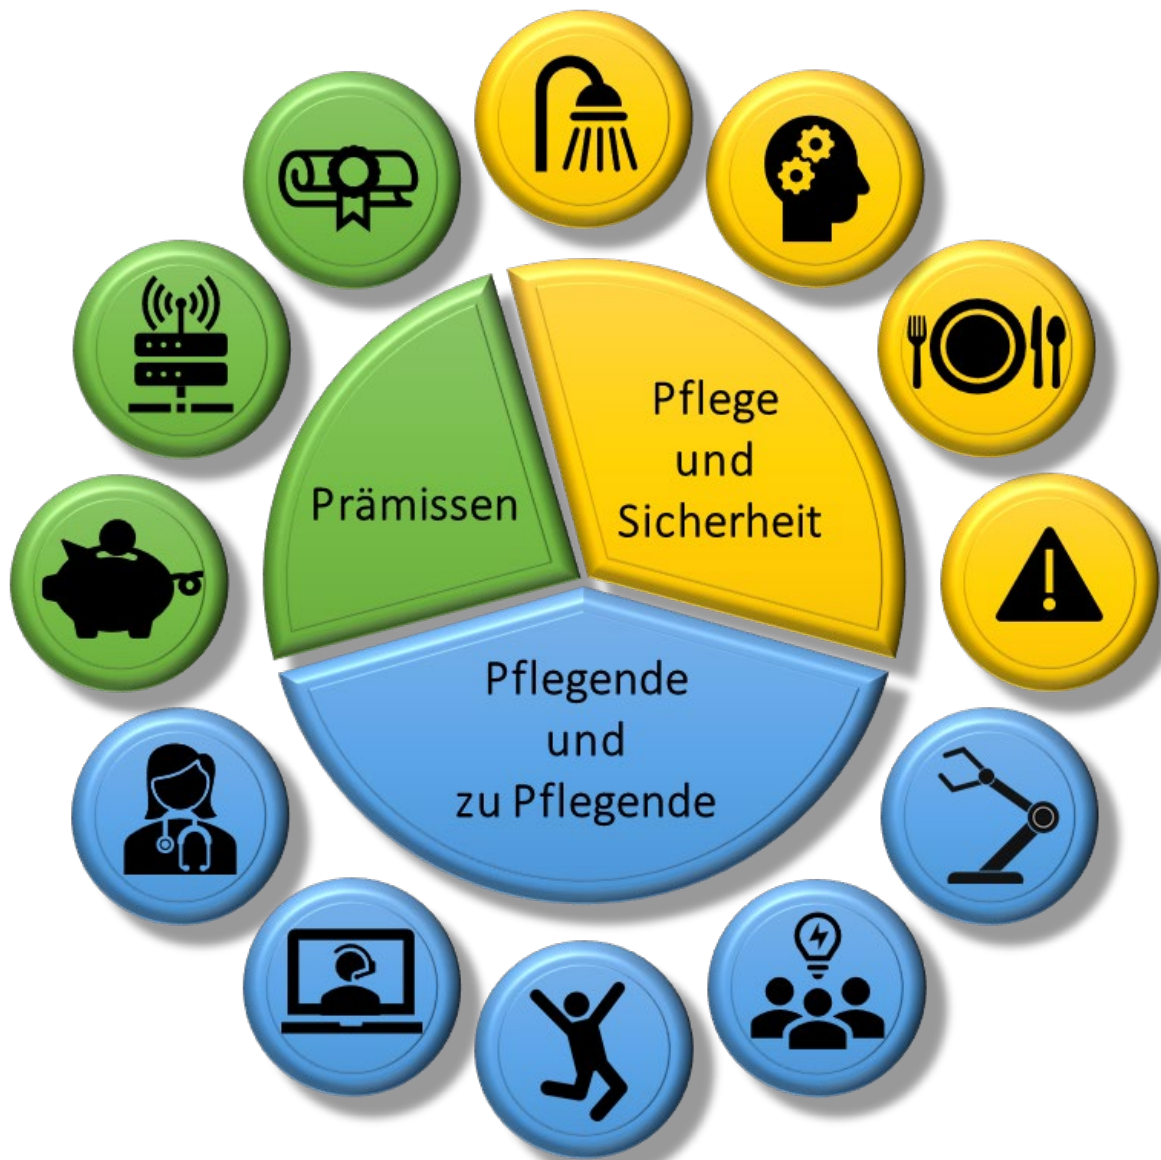 Prämissen
Pflege
und
Sicherheit
Pflegende
und
zu Pflegende